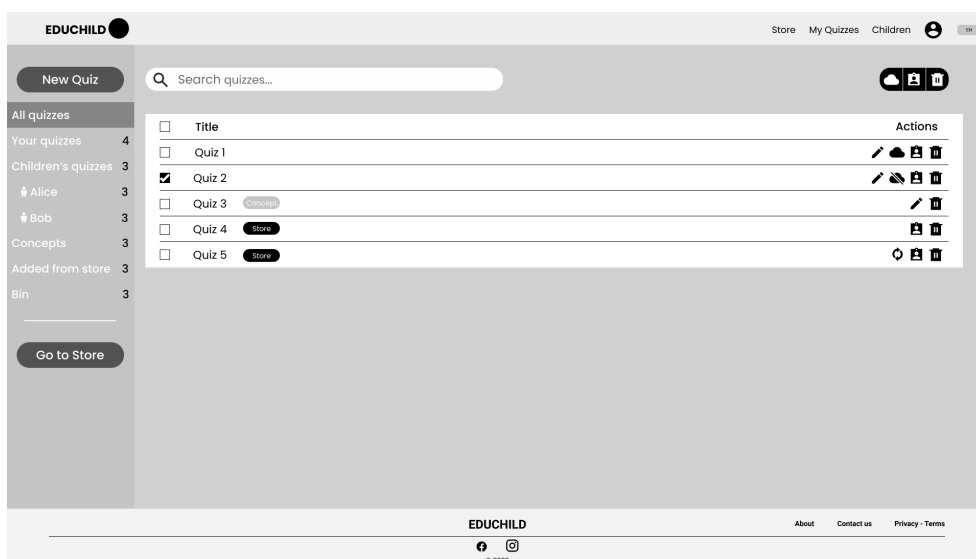 EDUCHILD
Store My Quizzes Children EN
New Quiz
Search quizzes...
All quizzes
Your quizzes 4
Children's quizzes 3
Alice 3
Bob 3
Concepts 3
Added from store 3
Bin 3
Go to Store
Title Actions
Quiz 1
Quiz 2
Quiz 3 Concept
Quiz 4 Store
Quiz 5 Store
EDUCHILD
About Contact us Privacy - Terms